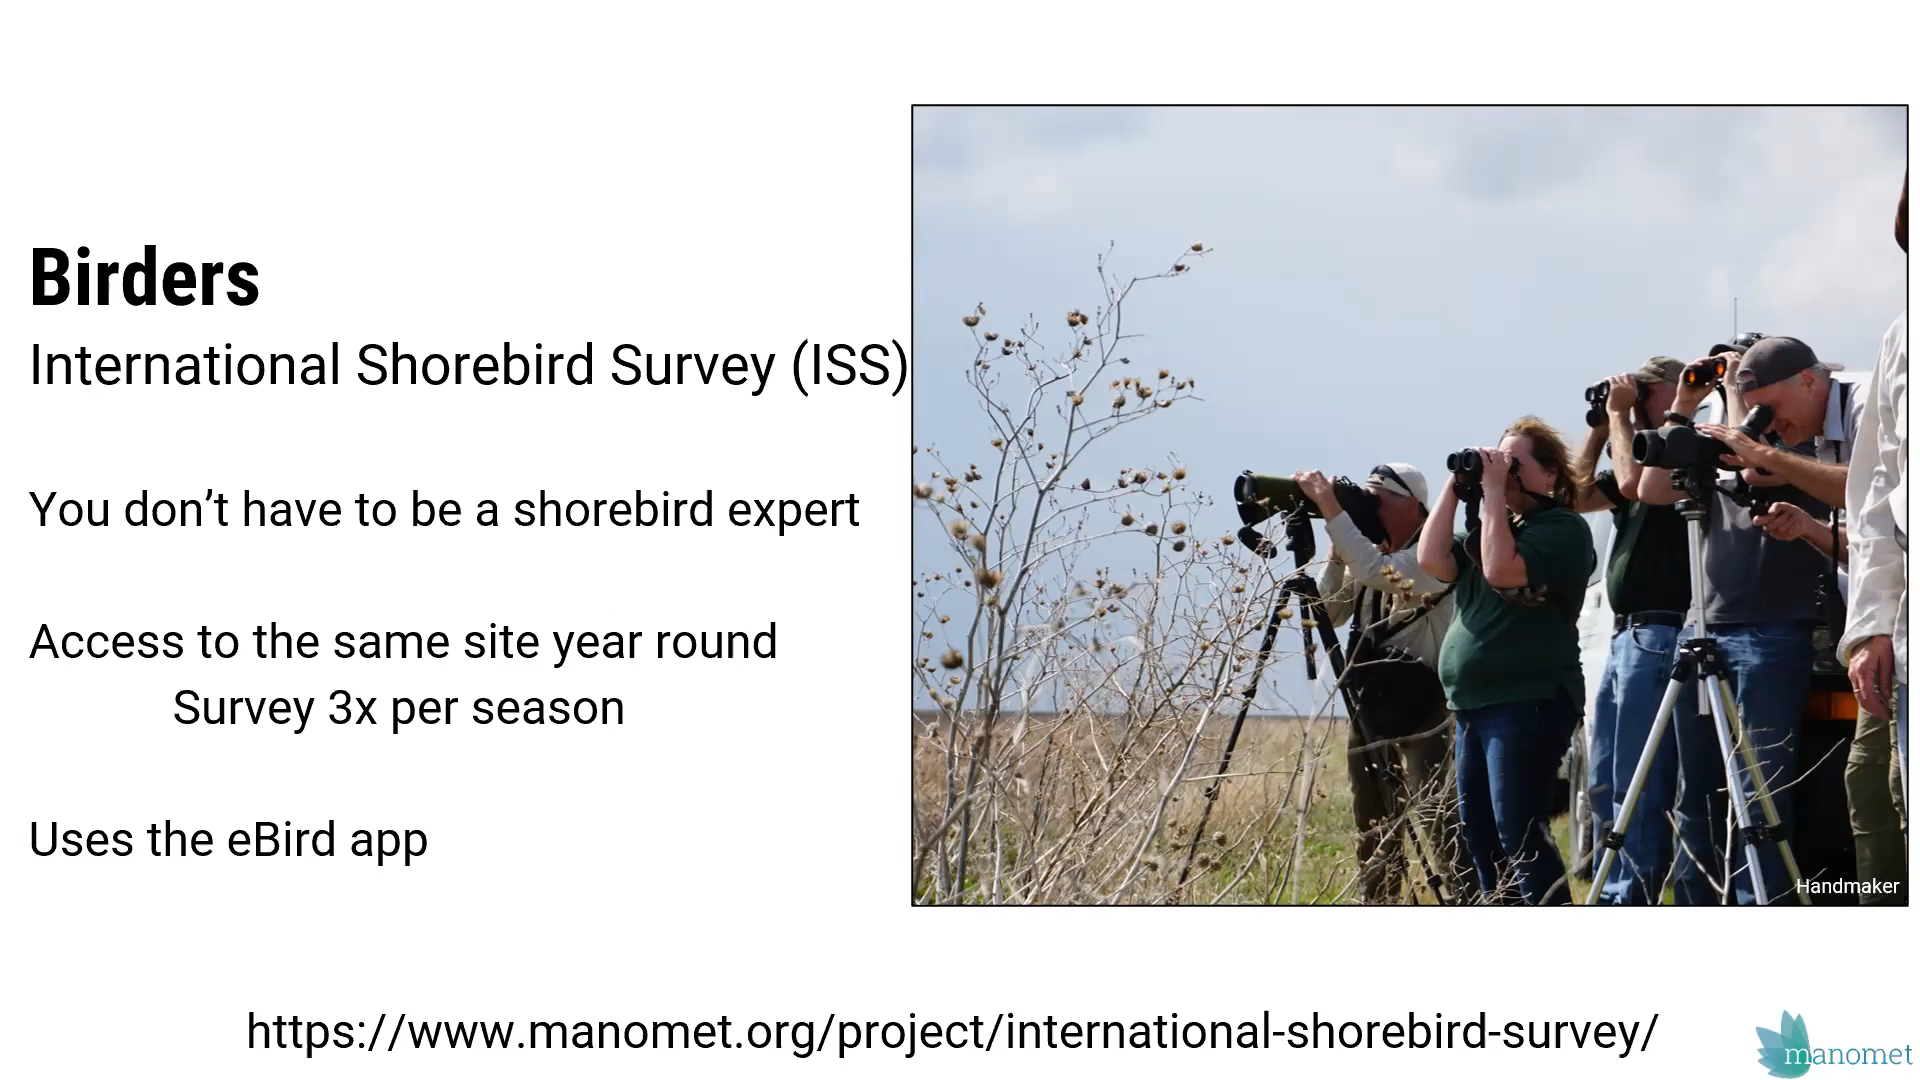 Birders
International Shorebird Survey (ISS)
You don’t have to be a shorebird expert
Access to the same site year round
Survey 3x per season
Uses the eBird app
Handmaker
https://www.manomet.org/project/international-shorebird-survey/
manomet